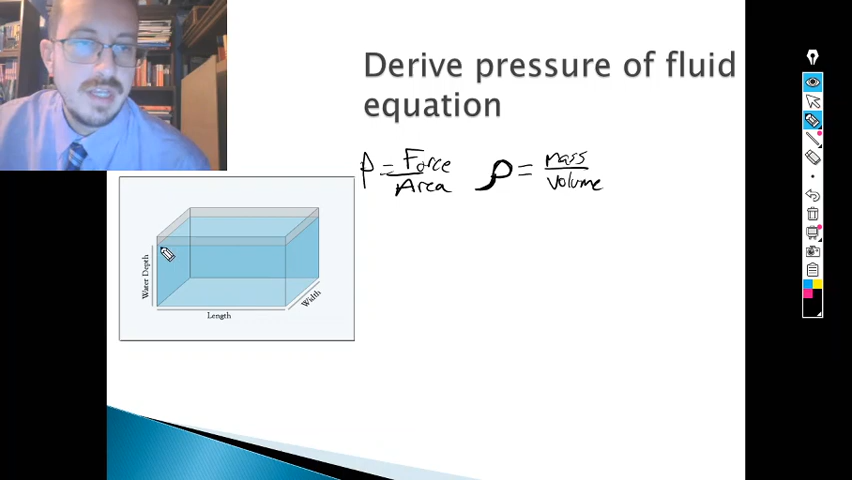 Derive pressure of fluid
equation
P = Force
Area
ρ = mass
volume
Water Depth
Length
Width